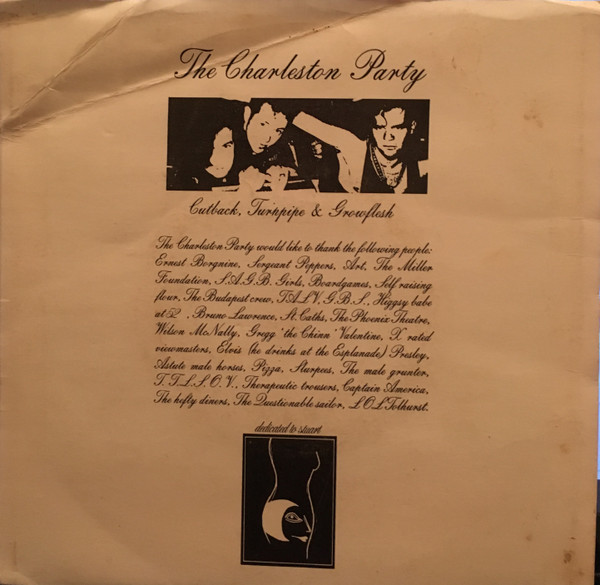 The Charleston Party
Cutback, Turnpipe & Growflesh
The Charleston Party would like to thank the following people:
Ernest Borgnine, Sergeant Peppers, Art, The Miller
Foundation, S.A.G.B. Girls, Boardgames, Self raising
flour, The Budapest crew, T.A.L.V, G.B.S., Higgsy babe
at 52 , Bruno Lawrence, St. Caths, The Phoenix Theatre,
Wilson McNally, Gregg 'the Chinn' Valentine, X rated
viewmasters, Elvis (he drinks at the Esplanade) Presley.
Astute male horses, Pizza, Slurpees, The male grunter,
T.T.L.S.O.V., Therapeutic trousers, Captain America,
The hefty diners, The Questionable sailor, LOL Tolhurst.
dedicated to stuart